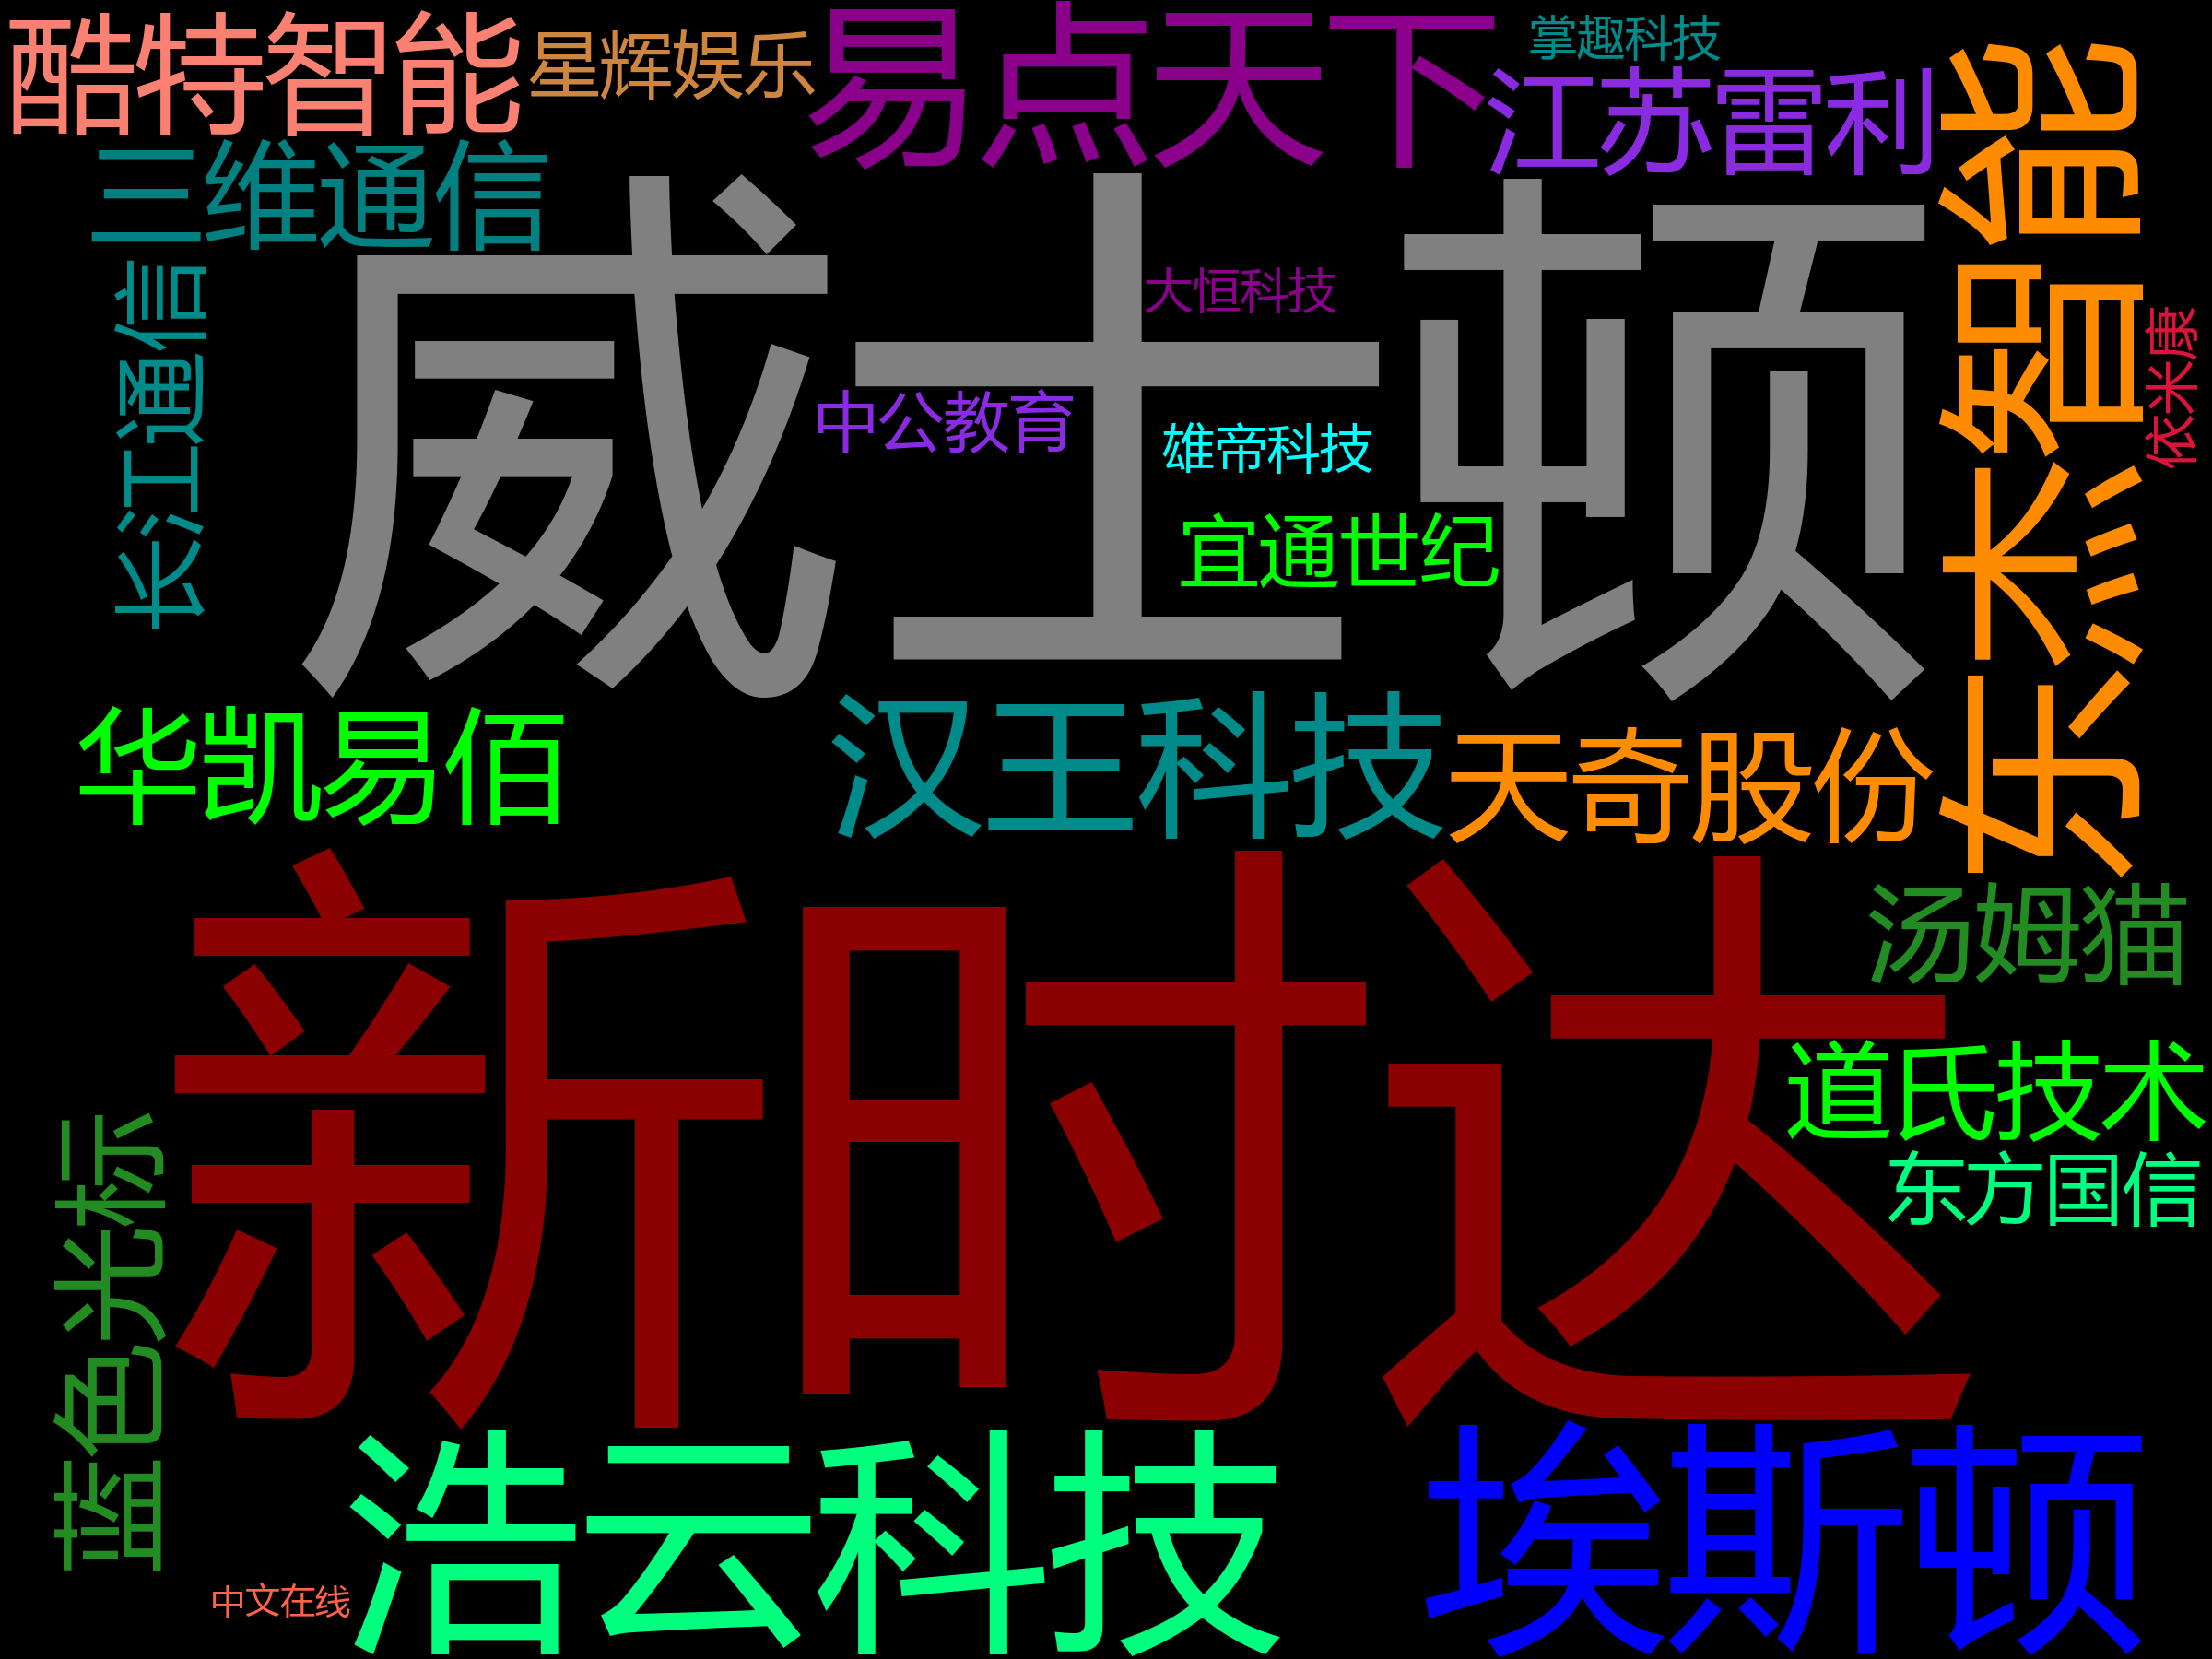 酷特智能
星辉娱乐
易点天下
掌趣科技
江苏雷利
三维通信
乐杰智能
大恒科技
长江通信
威士顿
依米康
中公教育
雄帝科技
宜通世纪
华凯易佰
汉王科技
天奇股份
汤姆猫
新时达
道氏技术
东方国信
蓝色光标
浩云科技
埃斯顿
中文在线